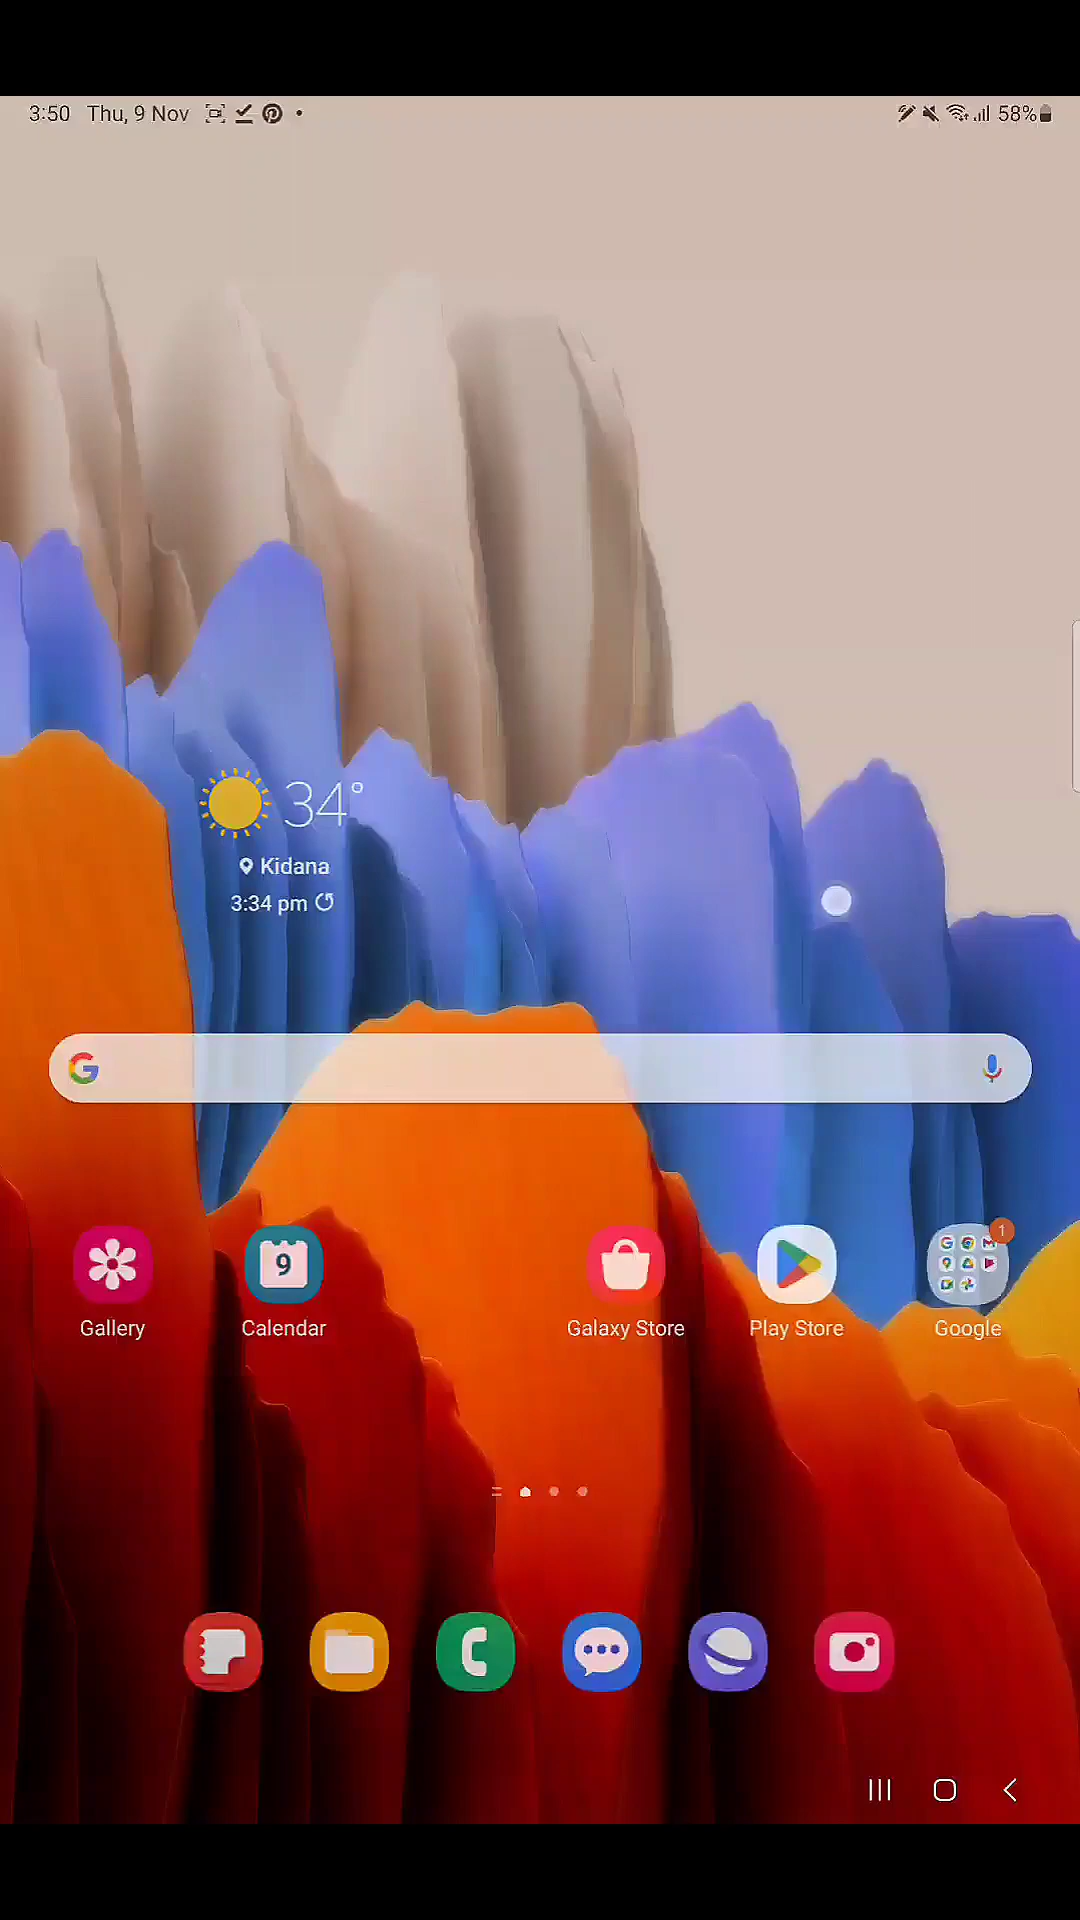 3:50 Thu, 9 Nov
58%
34°
Kidana
3:34 pm
1
9
Gallery
Calendar
Galaxy Store
Play Store
Google